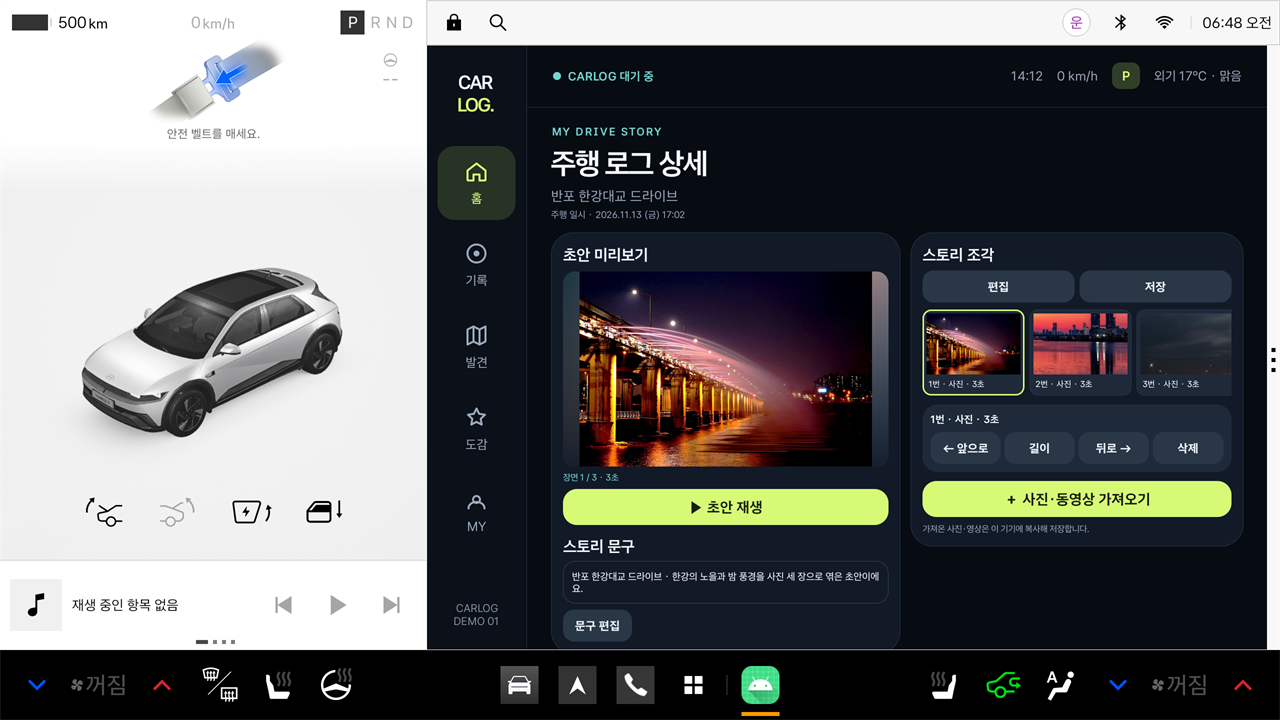 500 km
0 km/h
P R N D
안전 벨트를 매세요.
--
재생 중인 항목 없음
운
06:48 오전
CAR
LOG.
홈
기록
발견
도감
MY
CARLOG
DEMO 01
CARLOG 대기 중
14:12 0 km/h P 외기 17°C · 맑음
MY DRIVE STORY
주행 로그 상세
반포 한강대교 드라이브
주행 일시 · 2026.11.13 (금) 17:02
초안 미리보기
장면 1 / 3 · 3초
▶ 초안 재생
스토리 문구
반포 한강대교 드라이브 · 한강의 노을과 밤 풍경을 사진 세 장으로 엮은 초안이에
요.
문구 편집
스토리 조각
편집
저장
1번 · 사진 · 3초
2번 · 사진 · 3초
3번 · 사진 · 3초
1번 · 사진 · 3초
← 앞으로
길이
뒤로 →
삭제
+ 사진·동영상 가져오기
가져온 사진·영상은 이 기기에 복사해 저장합니다.
꺼짐
A
꺼짐